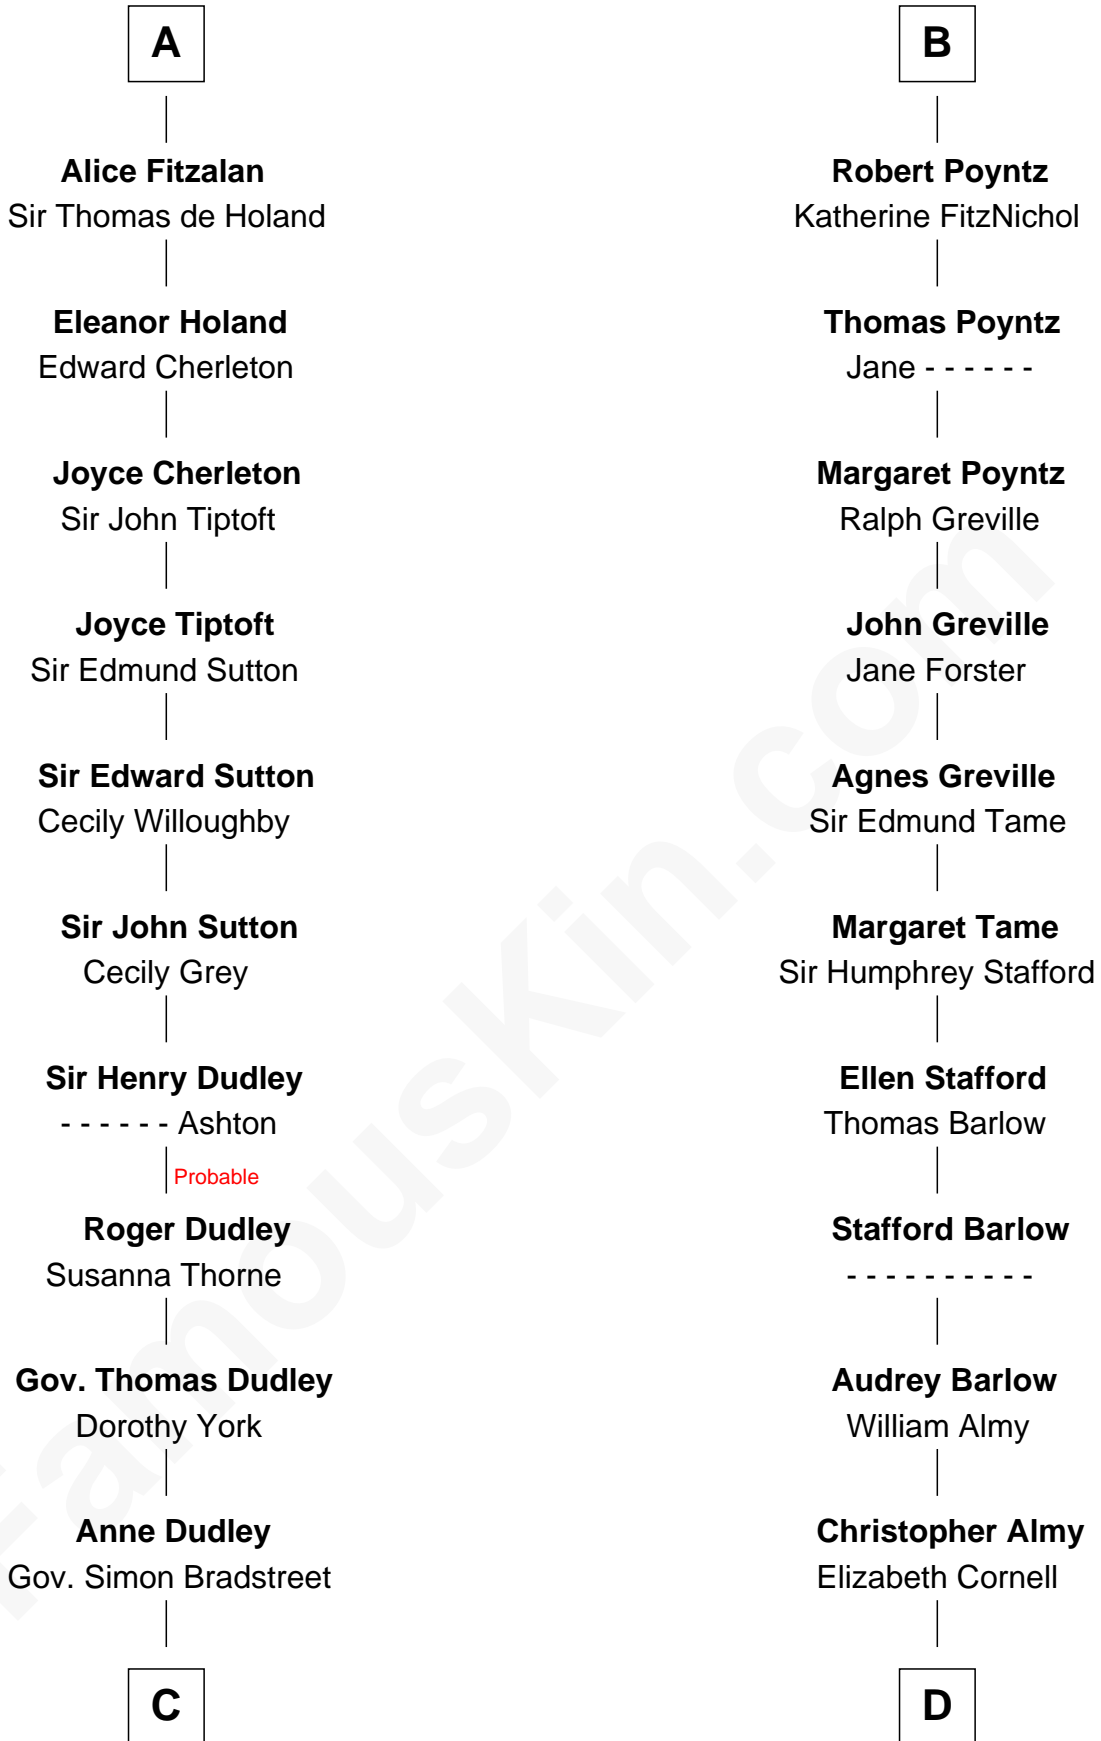 A
Alice Fitzalan
Sir Thomas de Holand
Eleanor Holand
Edward Cherleton
Joyce Cherleton
Sir John Tiptoft
Joyce Tiptoft
Sir Edmund Sutton
Sir Edward Sutton
Cecily Willoughby
Sir John Sutton
Cecily Grey
Sir Henry Dudley
- - - - - - Ashton
Probable
Roger Dudley
Susanna Thorne
Gov. Thomas Dudley
Dorothy York
Anne Dudley
Gov. Simon Bradstreet
C
B
Robert Poyntz
Katherine FitzNichol
Thomas Poyntz
Jane - - - - - -
Margaret Poyntz
Ralph Greville
John Greville
Jane Forster
Agnes Greville
Sir Edmund Tame
Margaret Tame
Sir Humphrey Stafford
Ellen Stafford
Thomas Barlow
Stafford Barlow
- - - - - - - - - -
Audrey Barlow
William Almy
Christopher Almy
Elizabeth Cornell
D
FamousKin.com